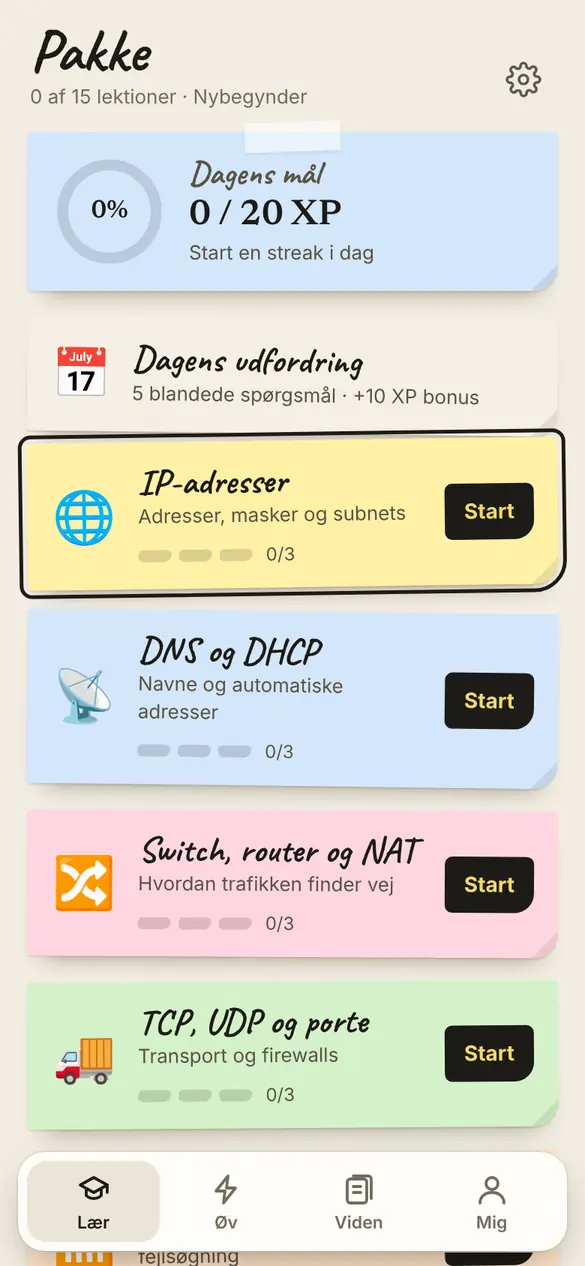 Pakke
0 af 15 lektioner · Nybegynder
0%
Dagens mål
0 / 20 XP
Start en streak i dag
July
17
Dagens udfordring
5 blandede spørgsmål · +10 XP bonus
IP-adresser
Adresser, masker og subnets
0/3
Start
DNS og DHCP
Navne og automatiske
adresser
0/3
Start
Switch, router og NAT
Hvordan trafikken finder vej
0/3
Start
TCP, UDP og porte
Transport og firewalls
0/3
Start
Lær
Øv
Viden
Mig
fejlsøgning